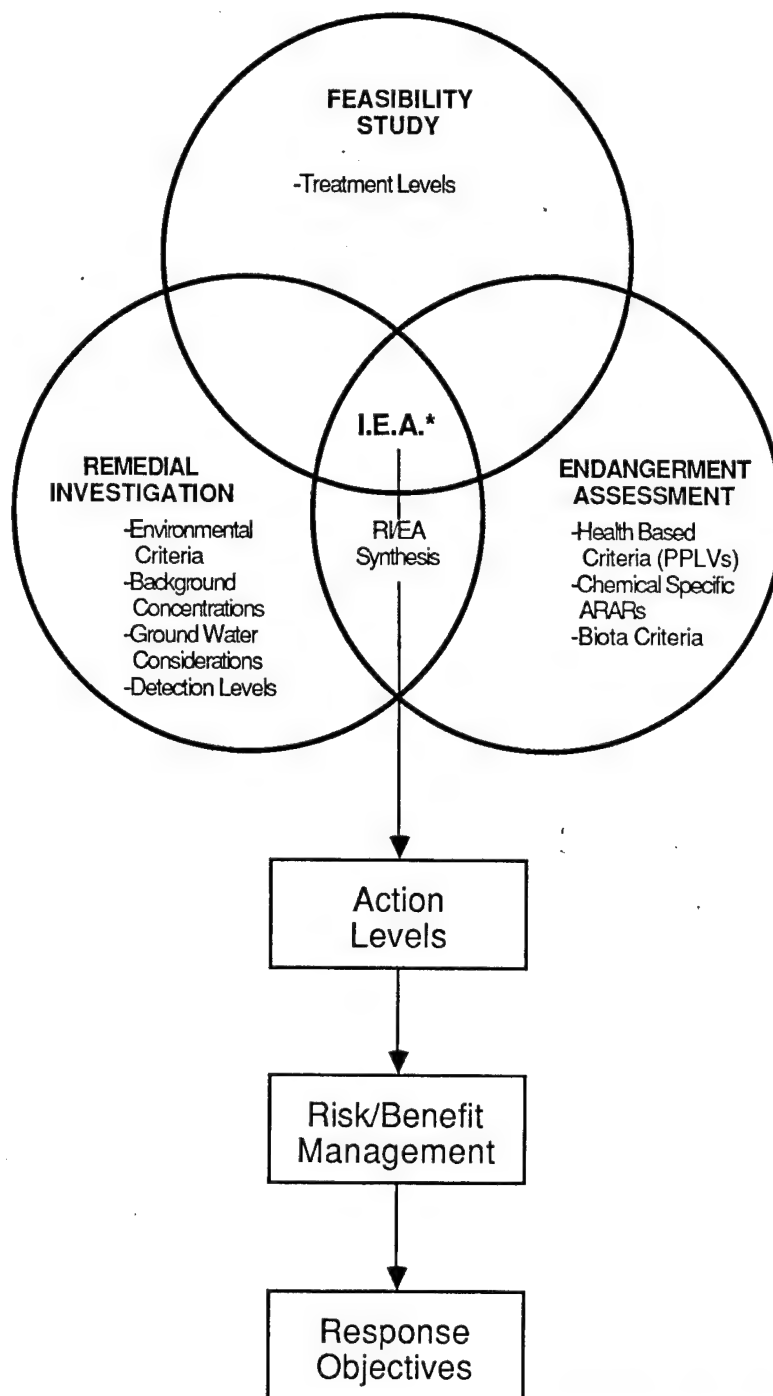 FEASIBILITY
STUDY
-Treatment Levels
I.E.A.*
REMEDIAL
INVESTIGATION
-Environmental
Criteria
-Background
Concentrations
-Ground Water
Considerations
-Detection Levels
RI/EA
Synthesis
ENDANGERMENT
ASSESSMENT
-Health Based
Criteria (PPLVs)
-Chemical Specific
ARARs
-Biota Criteria
Action
Levels
Risk/Benefit
Management
Response
Objectives